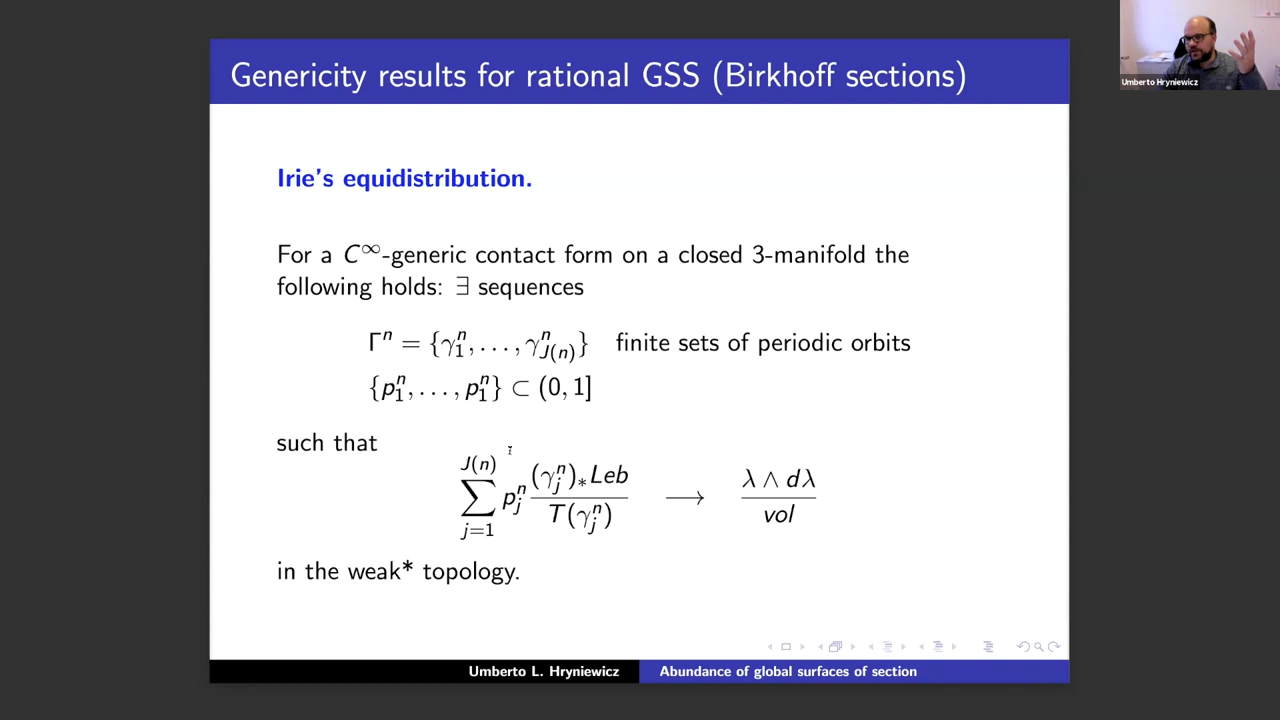 Genericity results for rational GSS (Birkhoff sections)
Umberto Hryniewicz
Irie's equidistribution.
For a C^∞-generic contact form on a closed 3-manifold the
following holds: ∃ sequences
Γ^n = {γ_1^n, . . . , γ_{J(n)}^n} finite sets of periodic orbits
{p_1^n, . . . , p_1^n} ⊂ (0, 1]
such that
∑_{j=1}^{J(n)} p_j^n (γ_j^n)_* Leb / T(γ_j^n) ⟶ λ ∧ dλ / vol
in the weak* topology.
Umberto L. Hryniewicz Abundance of global surfaces of section